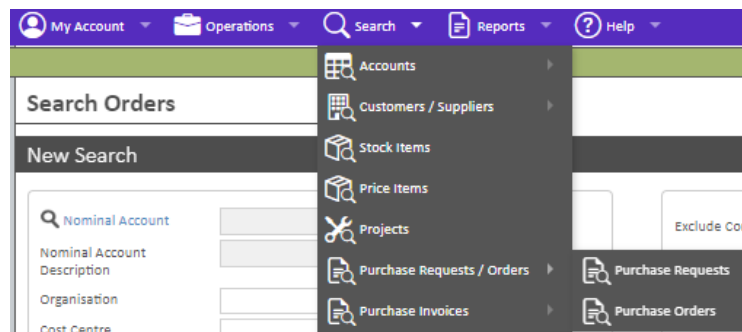 My Account Operations Search Reports Help
Accounts
Search Orders
Customers / Suppliers
New Search
Stock Items
Price Items
Nominal Account
Projects
Exclude Co
Nominal Account
Description
Purchase Requests / Orders Purchase Requests
Organisation
Purchase Invoices Purchase Orders
Cost Centre